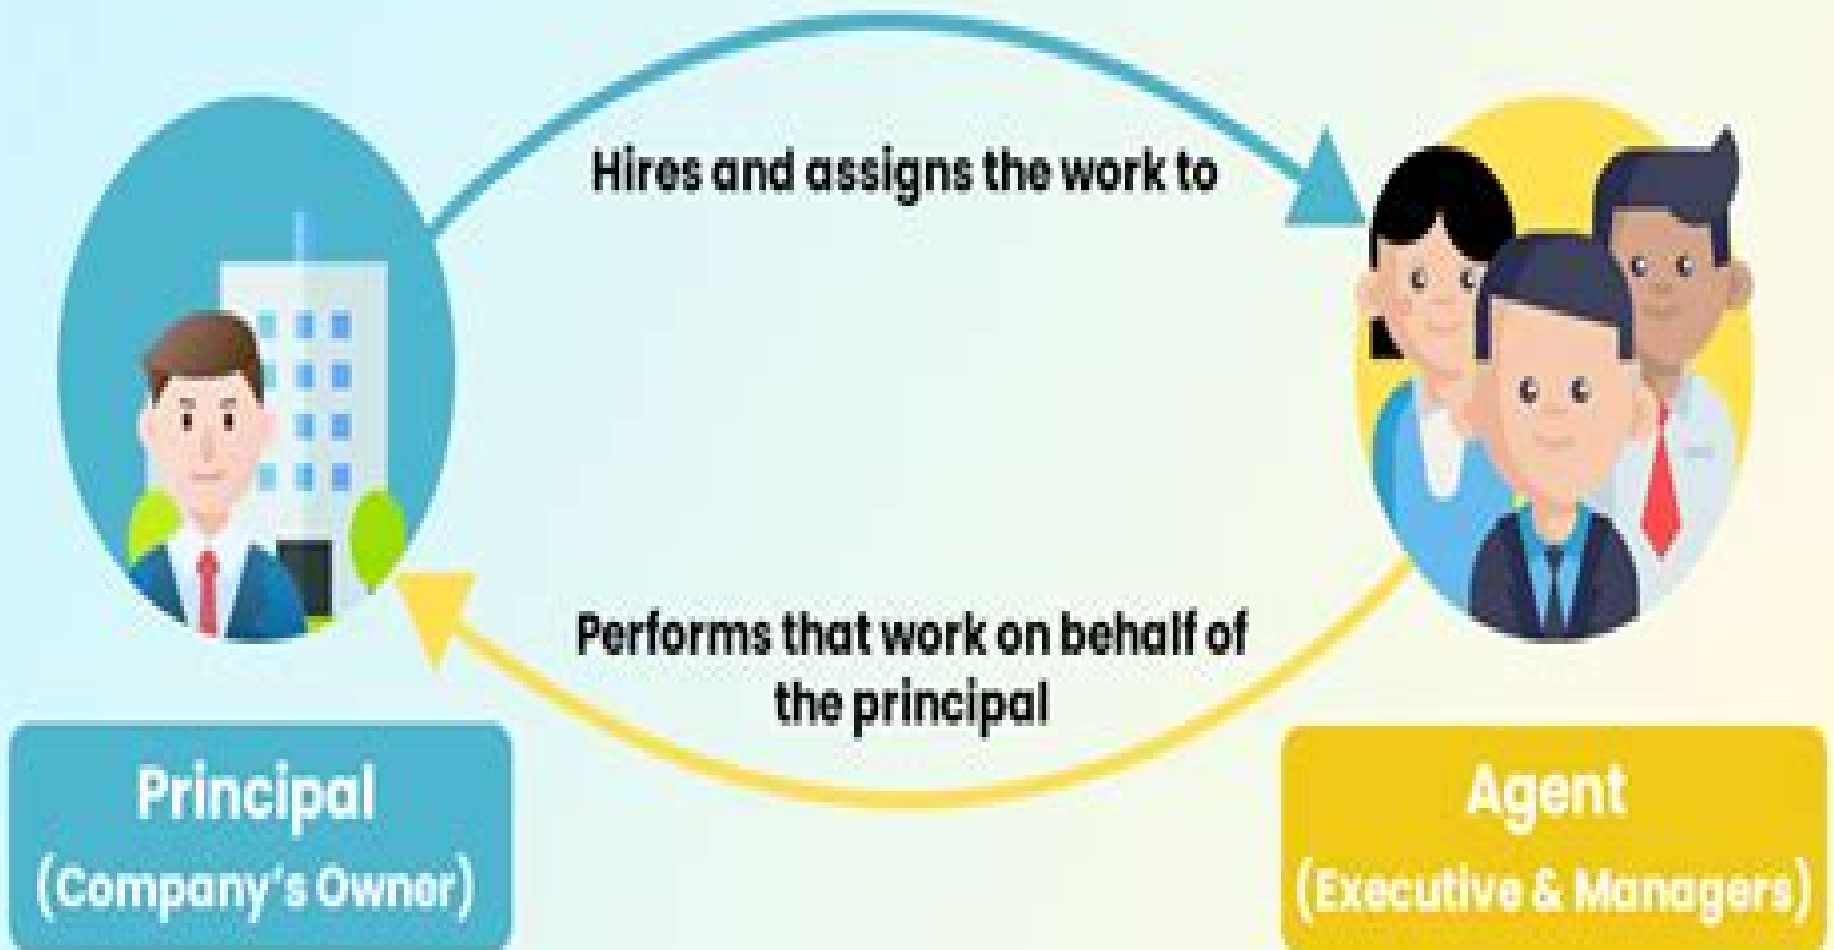 Hires and assigns the work to
Performs that work on behalf of
the principal
Principal
(Company's Owner)
Agent
(Executive & Managers)